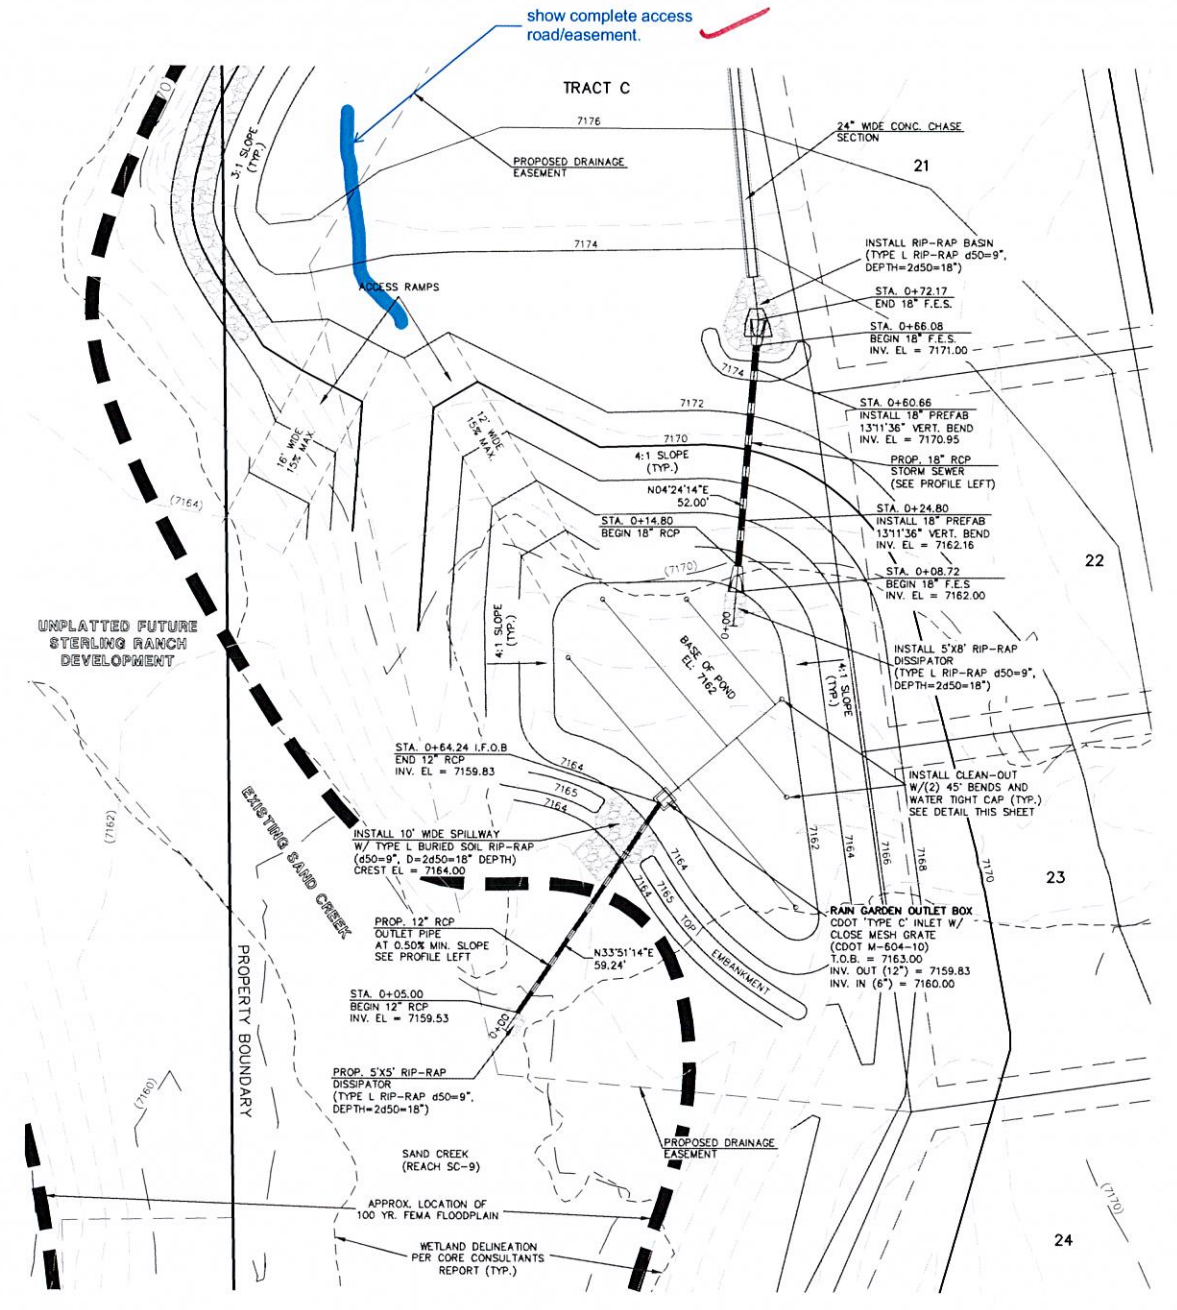 show complete access
road/easement.
TRACT C
7176
24" WIDE CONC. CHASE
SECTION
21
3:1 SLOPE
(TYP.)
PROPOSED DRAINAGE
EASEMENT
7174
INSTALL RIP-RAP BASIN
(TYPE L RIP-RAP d50=9",
DEPTH=2d50=18")
ACCESS RAMPS
STA. 0+72.17
END 18" F.E.S.
STA. 0+66.08
BEGIN 18" F.E.S.
INV. EL = 7171.00
7174
7172
STA. 0+60.66
INSTALL 18" PREFAB
13°11'36" VERT. BEND
INV. EL = 7170.95
16' WIDE
15% MAX.
12' WIDE
15% MAX.
7170
4:1 SLOPE
(TYP.)
PROP. 18" RCP
STORM SEWER
(SEE PROFILE LEFT)
(7164)
N04°24'14"E
52.00'
STA. 0+14.80
BEGIN 18" RCP
STA. 0+24.80
INSTALL 18" PREFAB
13°11'36" VERT. BEND
INV. EL = 7162.16
22
(7170)
STA. 0+08.72
BEGIN 18" F.E.S
INV. EL = 7162.00
UNPLATTED FUTURE
STERLING RANCH
DEVELOPMENT
4:1 SLOPE
(TYP.)
0+00
BASE OF POND
EL: 7162
4:1 SLOPE
(TYP.)
INSTALL 5'X8' RIP-RAP
DISSIPATOR
(TYPE L RIP-RAP d50=9",
DEPTH=2d50=18")
STA. 0+64.24 I.F.O.B
END 12" RCP
INV. EL = 7159.83
7164
7165
7164
INSTALL CLEAN-OUT
W/(2) 45° BENDS AND
WATER TIGHT CAP (TYP.)
SEE DETAIL THIS SHEET
(7162)
EXISTING SAND CREEK
INSTALL 10' WIDE SPILLWAY
W/ TYPE L BURIED SOIL RIP-RAP
(d50=9", D=2d50=18" DEPTH)
CREST EL = 7164.00
7162
7164
7166
7168
7170
23
7164
7164
7165
TOP
EMBANKMENT
RAIN GARDEN OUTLET BOX
CDOT 'TYPE C' INLET W/
CLOSE MESH GRATE
(CDOT M-604-10)
T.O.B. = 7163.00
INV. OUT (12") = 7159.83
INV. IN (6") = 7160.00
PROP. 12" RCP
OUTLET PIPE
AT 0.50% MIN. SLOPE
SEE PROFILE LEFT
N33°51'14"E
59.24'
PROPERTY BOUNDARY
STA. 0+05.00
BEGIN 12" RCP
INV. EL = 7159.53
0+00
PROP. 5'X5' RIP-RAP
DISSIPATOR
(TYPE L RIP-RAP d50=9",
DEPTH=2d50=18")
(7160)
PROPOSED DRAINAGE
EASEMENT
SAND CREEK
(REACH SC-9)
APPROX. LOCATION OF
100 YR. FEMA FLOODPLAIN
(7170)
WETLAND DELINEATION
PER CORE CONSULTANTS
REPORT (TYP.)
24